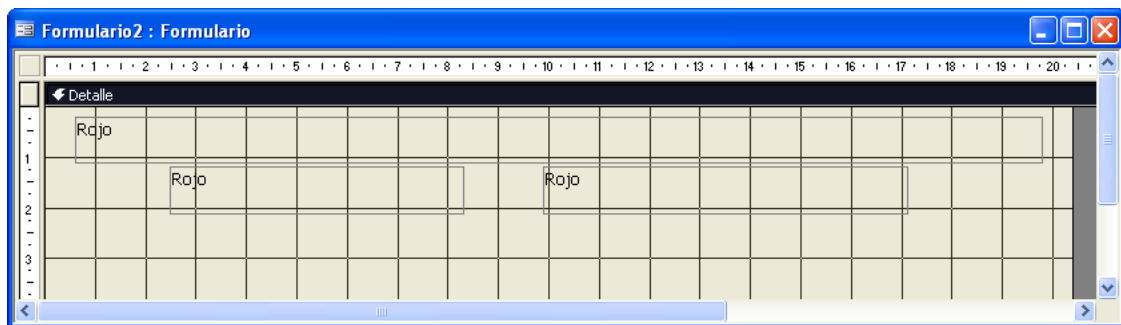 Formulario2 : Formulario
1 2 3 4 5 6 7 8 9 10 11 12 13 14 15 16 17 18 19 20
Detalle
Rojo
1
Rojo Rojo
2
3